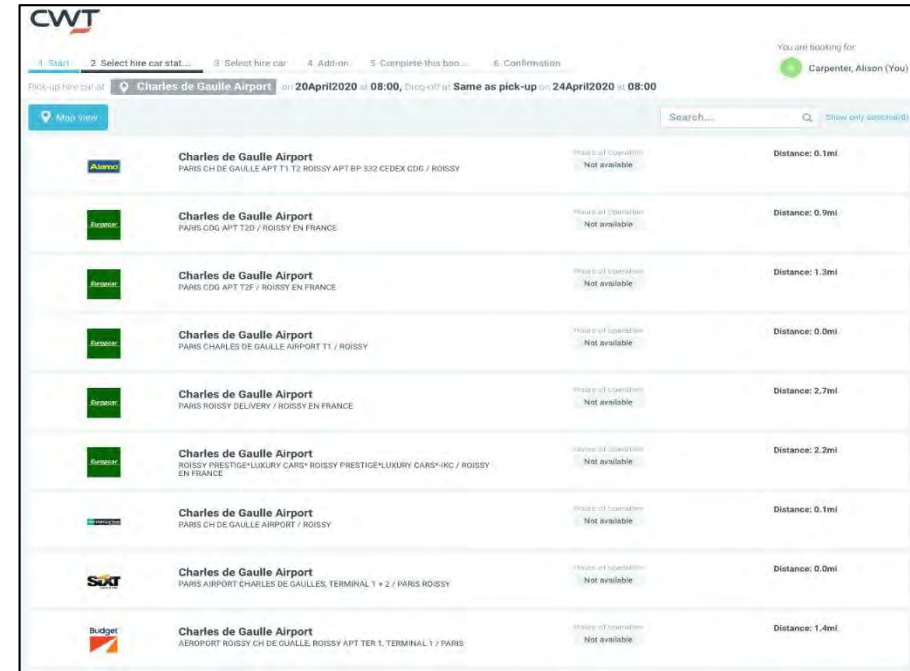 CWT
1 Start 2 Select hire car stat... 3 Select hire car 4 Add-on 5 Complete this boo... 6 Confirmation
You are booking for:
Carpenter, Alison (You)
Pick-up hire car at Charles de Gaulle Airport on 20April2020 at 08:00, Drop-off at Same as pick-up on 24April2020 at 08:00
Map view Search... Show only selected(0)
Alamo
Charles de Gaulle Airport
PARIS CH DE GAULLE APT T1 T2 ROISSY APT BP 332 CEDEX CDG / ROISSY
Hours of operation
Not available
Distance: 0.1mi
Europcar
Charles de Gaulle Airport
PARIS CDG APT T2D / ROISSY EN FRANCE
Hours of operation
Not available
Distance: 0.9mi
Europcar
Charles de Gaulle Airport
PARIS CDG APT T2F / ROISSY EN FRANCE
Hours of operation
Not available
Distance: 1.3mi
Europcar
Charles de Gaulle Airport
PARIS CHARLES DE GAULLE AIRPORT T1 / ROISSY
Hours of operation
Not available
Distance: 0.0mi
Europcar
Charles de Gaulle Airport
PARIS ROISSY DELIVERY / ROISSY EN FRANCE
Hours of operation
Not available
Distance: 2.7mi
Europcar
Charles de Gaulle Airport
ROISSY PRESTIGE*LUXURY CARS* ROISSY PRESTIGE*LUXURY CARS*-IKC / ROISSY
EN FRANCE
Hours of operation
Not available
Distance: 2.2mi
Charles de Gaulle Airport
PARIS CH DE GAULLE AIRPORT / ROISSY
Hours of operation
Not available
Distance: 0.1mi
SIXT
Charles de Gaulle Airport
PARIS AIRPORT CHARLES DE GAULLES, TERMINAL 1 + 2 / PARIS ROISSY
Hours of operation
Not available
Distance: 0.0mi
Budget
Charles de Gaulle Airport
AEROPORT ROISSY CH DE GUALLE, ROISSY APT TER 1, TERMINAL 1 / PARIS
Hours of operation
Not available
Distance: 1.4mi